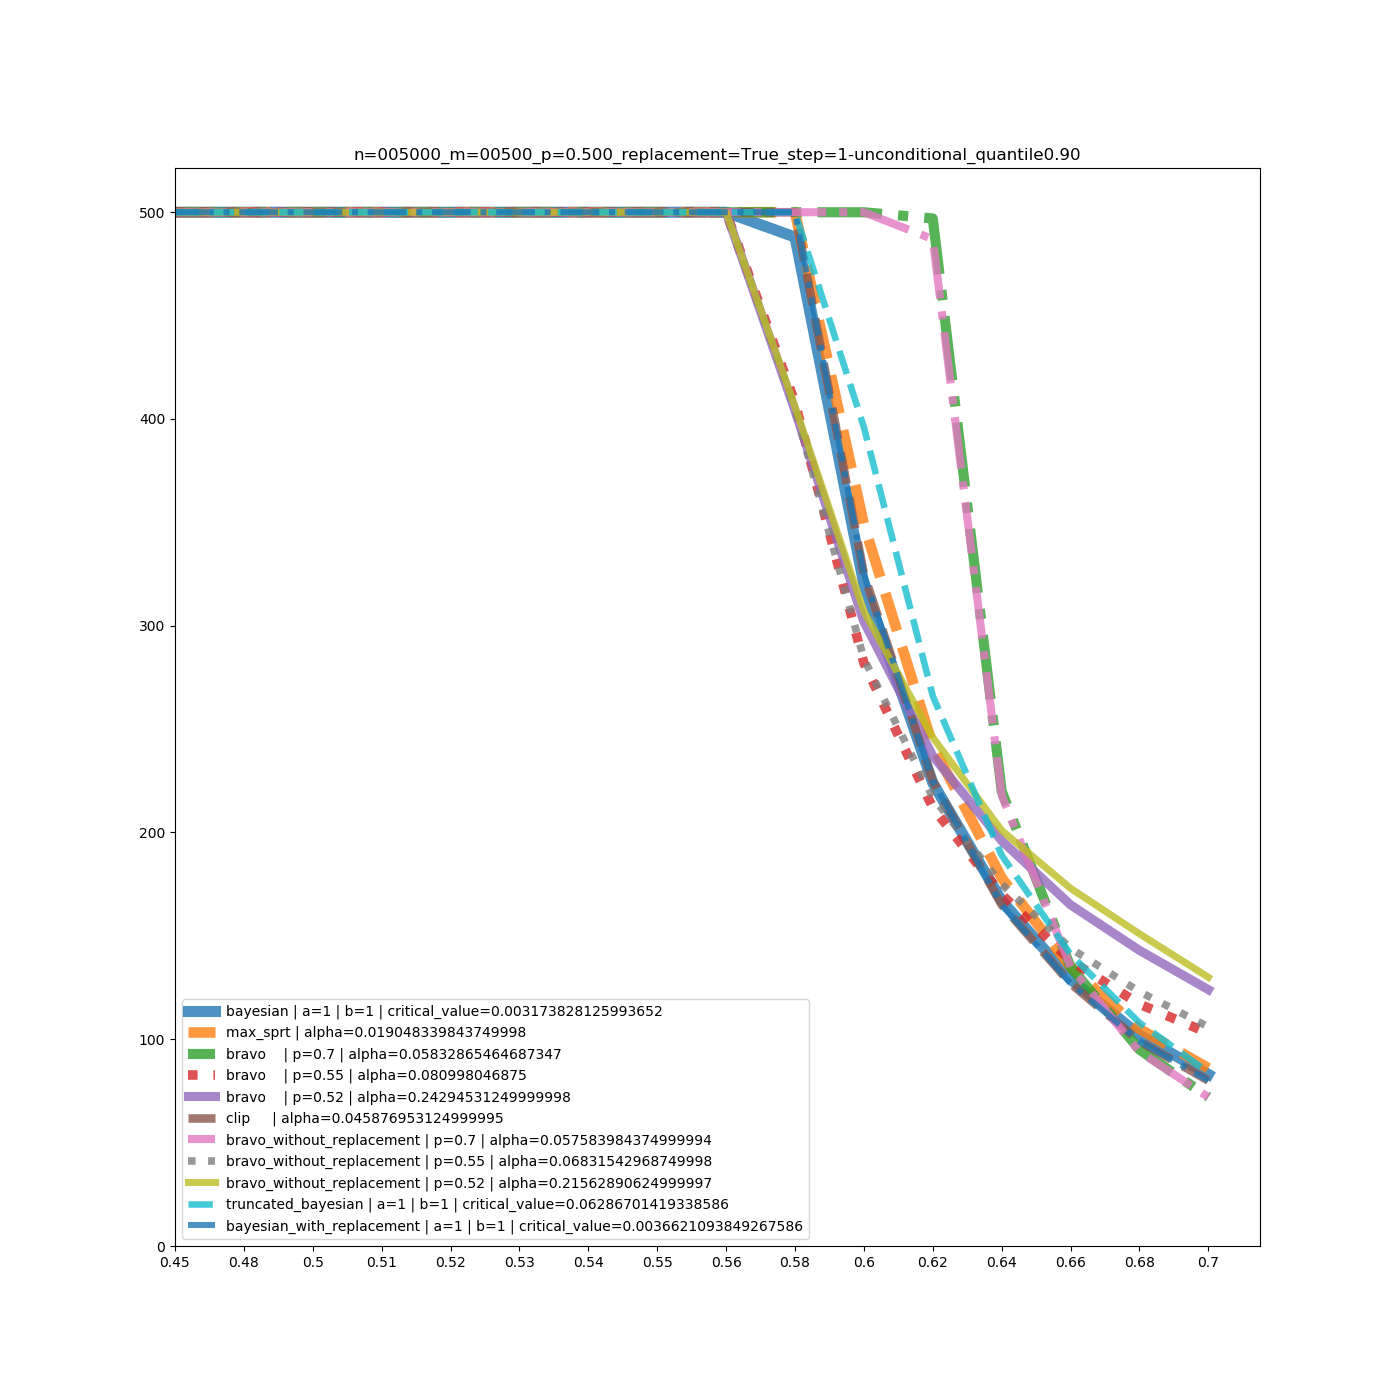 n=005000_m=00500_p=0.500_replacement=True_step=1-unconditional_quantile0.90
500
400
300
200
100
0
bayesian | a=1 | b=1 | critical_value=0.003173828125993652
max_sprt | alpha=0.019048339843749998
bravo | p=0.7 | alpha=0.05832865464687347
bravo | p=0.55 | alpha=0.080998046875
bravo | p=0.52 | alpha=0.24294531249999998
clip | alpha=0.045876953124999995
bravo_without_replacement | p=0.7 | alpha=0.057583984374999994
bravo_without_replacement | p=0.55 | alpha=0.06831542968749998
bravo_without_replacement | p=0.52 | alpha=0.21562890624999997
truncated_bayesian | a=1 | b=1 | critical_value=0.06286701419338586
bayesian_with_replacement | a=1 | b=1 | critical_value=0.0036621093849267586
0.45 0.48 0.5 0.51 0.52 0.53 0.54 0.55 0.56 0.58 0.6 0.62 0.64 0.66 0.68 0.7